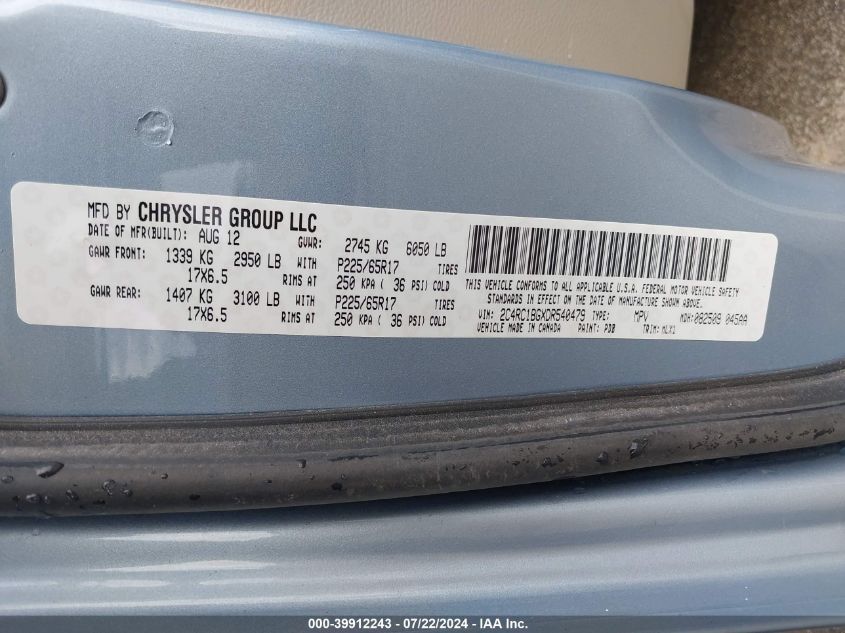 MFD BY CHRYSLER GROUP LLC
DATE OF MFR(BUILT): AUG 12 GVWR: 2745 KG 6050 LB
GAWR FRONT: 1339 KG 2950 LB WITH P225/65R17 TIRES
17X6.5 RIMS AT 250 KPA ( 36 PSI) COLD
GAWR REAR: 1407 KG 3100 LB WITH P225/65R17 TIRES
17X6.5 RIMS AT 250 KPA ( 36 PSI) COLD
THIS VEHICLE CONFORMS TO ALL APPLICABLE U.S.A. FEDERAL MOTOR VEHICLE SAFETY
STANDARDS IN EFFECT ON THE DATE OF MANUFACTURE SHOWN ABOVE.
VIN: 2C4RC1BGXDR540479 TYPE: MPV MDH: 082509 045AA
VEHICLE MADE IN CANADA PAINT: PDB TRIM: MLX1
000-39912243 - 07/22/2024 - IAA Inc.